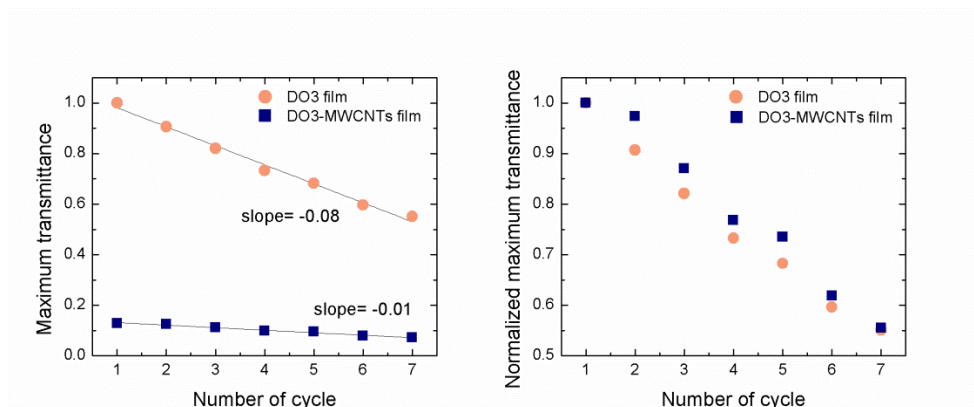 Maximum transmittance
1.0
0.8
0.6
0.4
0.2
0.0
DO3 film
DO3-MWCNTs film
slope= -0.08
slope= -0.01
1 2 3 4 5 6 7
Number of cycle
Normalized maximum transmittance
1.0
0.9
0.8
0.7
0.6
0.5
DO3 film
DO3-MWCNTs film
1 2 3 4 5 6 7
Number of cycle